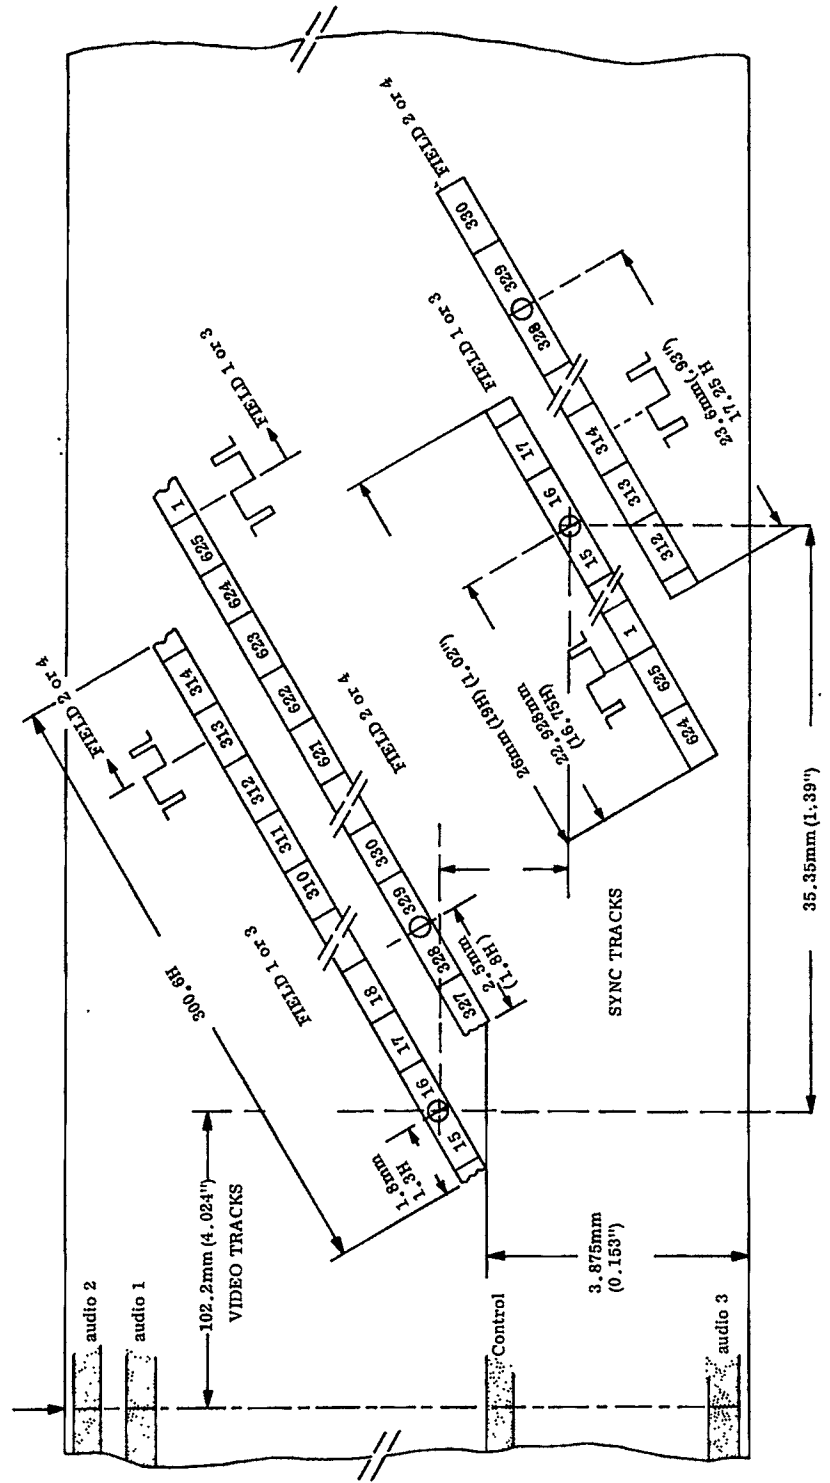 FIELD 2 or 4
330
329
328
314
313
312
23.6mm(.93")
17.25 H
FIELD 1 or 3
17
16
15
1
625
624
26mm (19H) (1.02")
22.928mm
(16.75H)
FIELD 1 or 3
1
625
624
623
622
621
330
329
328
327
FIELD 2 or 4
2.5mm
(1.8H)
FIELD 2 or 4
314
313
312
311
310
18
17
16
15
FIELD 1 or 3
300.6H
1.8mm
1.3H
102.2mm (4.024")
VIDEO TRACKS
SYNC TRACKS
35.35mm (1.39")
3.875mm
(0.153")
audio 2
audio 1
Control
audio 3